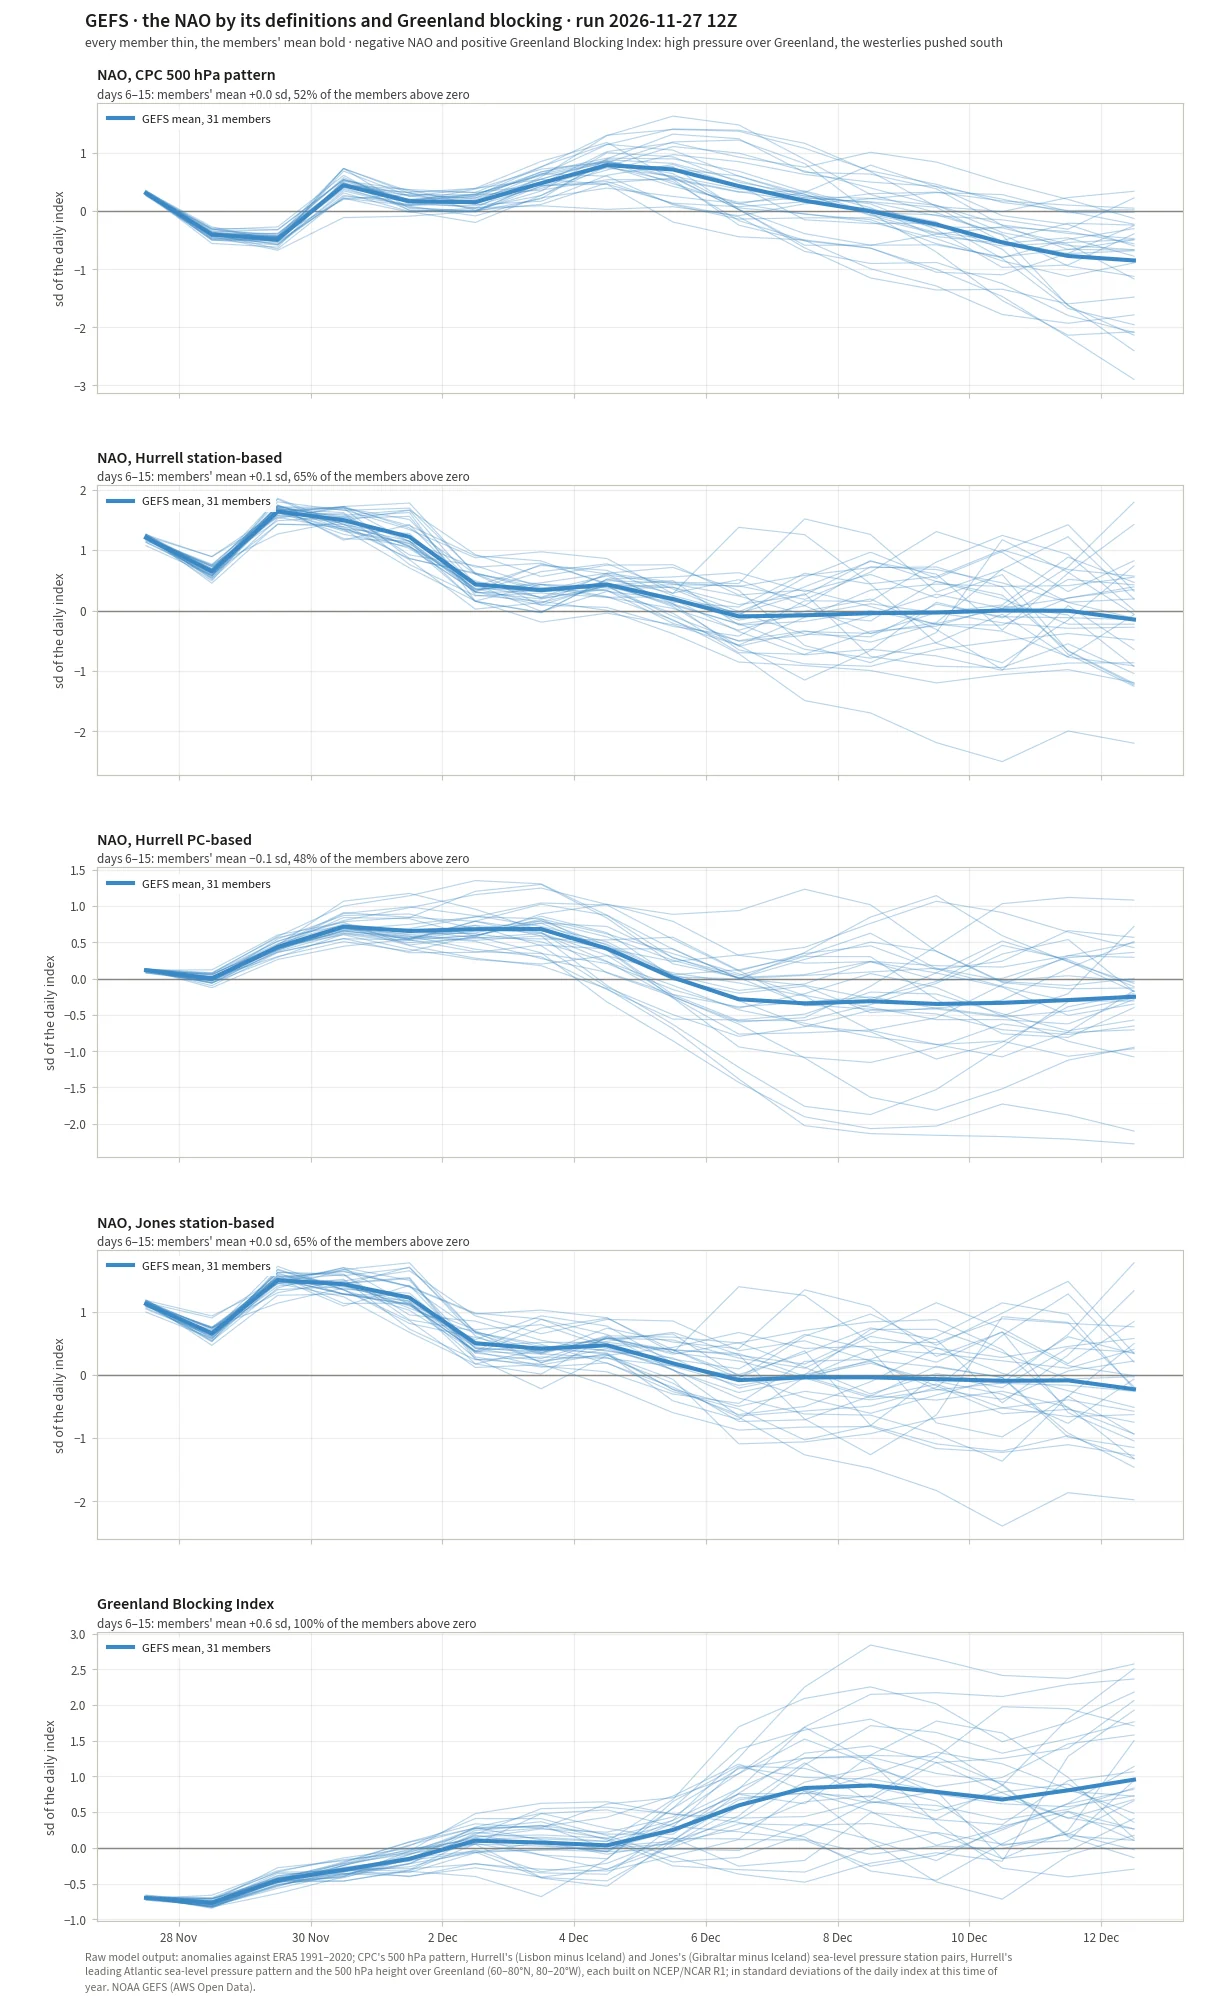 GEFS · the NAO by its definitions and Greenland blocking · run 2026-11-27 12Z
every member thin, the members' mean bold · negative NAO and positive Greenland Blocking Index: high pressure over Greenland, the westerlies pushed south
NAO, CPC 500 hPa pattern
days 6–15: members' mean +0.0 sd, 52% of the members above zero
GEFS mean, 31 members
1
0
−1
−2
−3
sd of the daily index
NAO, Hurrell station-based
days 6–15: members' mean +0.1 sd, 65% of the members above zero
GEFS mean, 31 members
2
1
0
−1
−2
sd of the daily index
NAO, Hurrell PC-based
days 6–15: members' mean −0.1 sd, 48% of the members above zero
GEFS mean, 31 members
1.5
1.0
0.5
0.0
−0.5
−1.0
−1.5
−2.0
sd of the daily index
NAO, Jones station-based
days 6–15: members' mean +0.0 sd, 65% of the members above zero
GEFS mean, 31 members
1
0
−1
−2
sd of the daily index
Greenland Blocking Index
days 6–15: members' mean +0.6 sd, 100% of the members above zero
GEFS mean, 31 members
3.0
2.5
2.0
1.5
1.0
0.5
0.0
−0.5
−1.0
sd of the daily index
28 Nov 30 Nov 2 Dec 4 Dec 6 Dec 8 Dec 10 Dec 12 Dec
Raw model output: anomalies against ERA5 1991–2020; CPC's 500 hPa pattern, Hurrell's (Lisbon minus Iceland) and Jones's (Gibraltar minus Iceland) sea-level pressure station pairs, Hurrell's
leading Atlantic sea-level pressure pattern and the 500 hPa height over Greenland (60–80°N, 80–20°W), each built on NCEP/NCAR R1; in standard deviations of the daily index at this time of
year. NOAA GEFS (AWS Open Data).